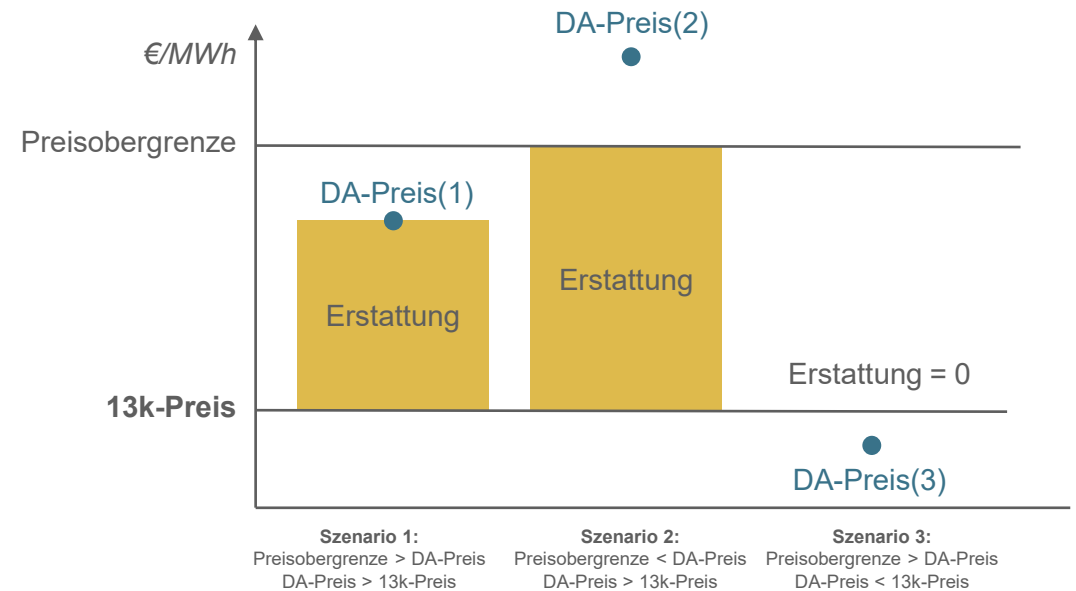 DA-Preis(2)
€/MWh
Preisobergrenze
DA-Preis(1)
Erstattung
Erstattung
Erstattung = 0
13k-Preis
DA-Preis(3)
Szenario 1:
Preisobergrenze > DA-Preis
DA-Preis > 13k-Preis
Szenario 2:
Preisobergrenze < DA-Preis
DA-Preis > 13k-Preis
Szenario 3:
Preisobergrenze > DA-Preis
DA-Preis < 13k-Preis